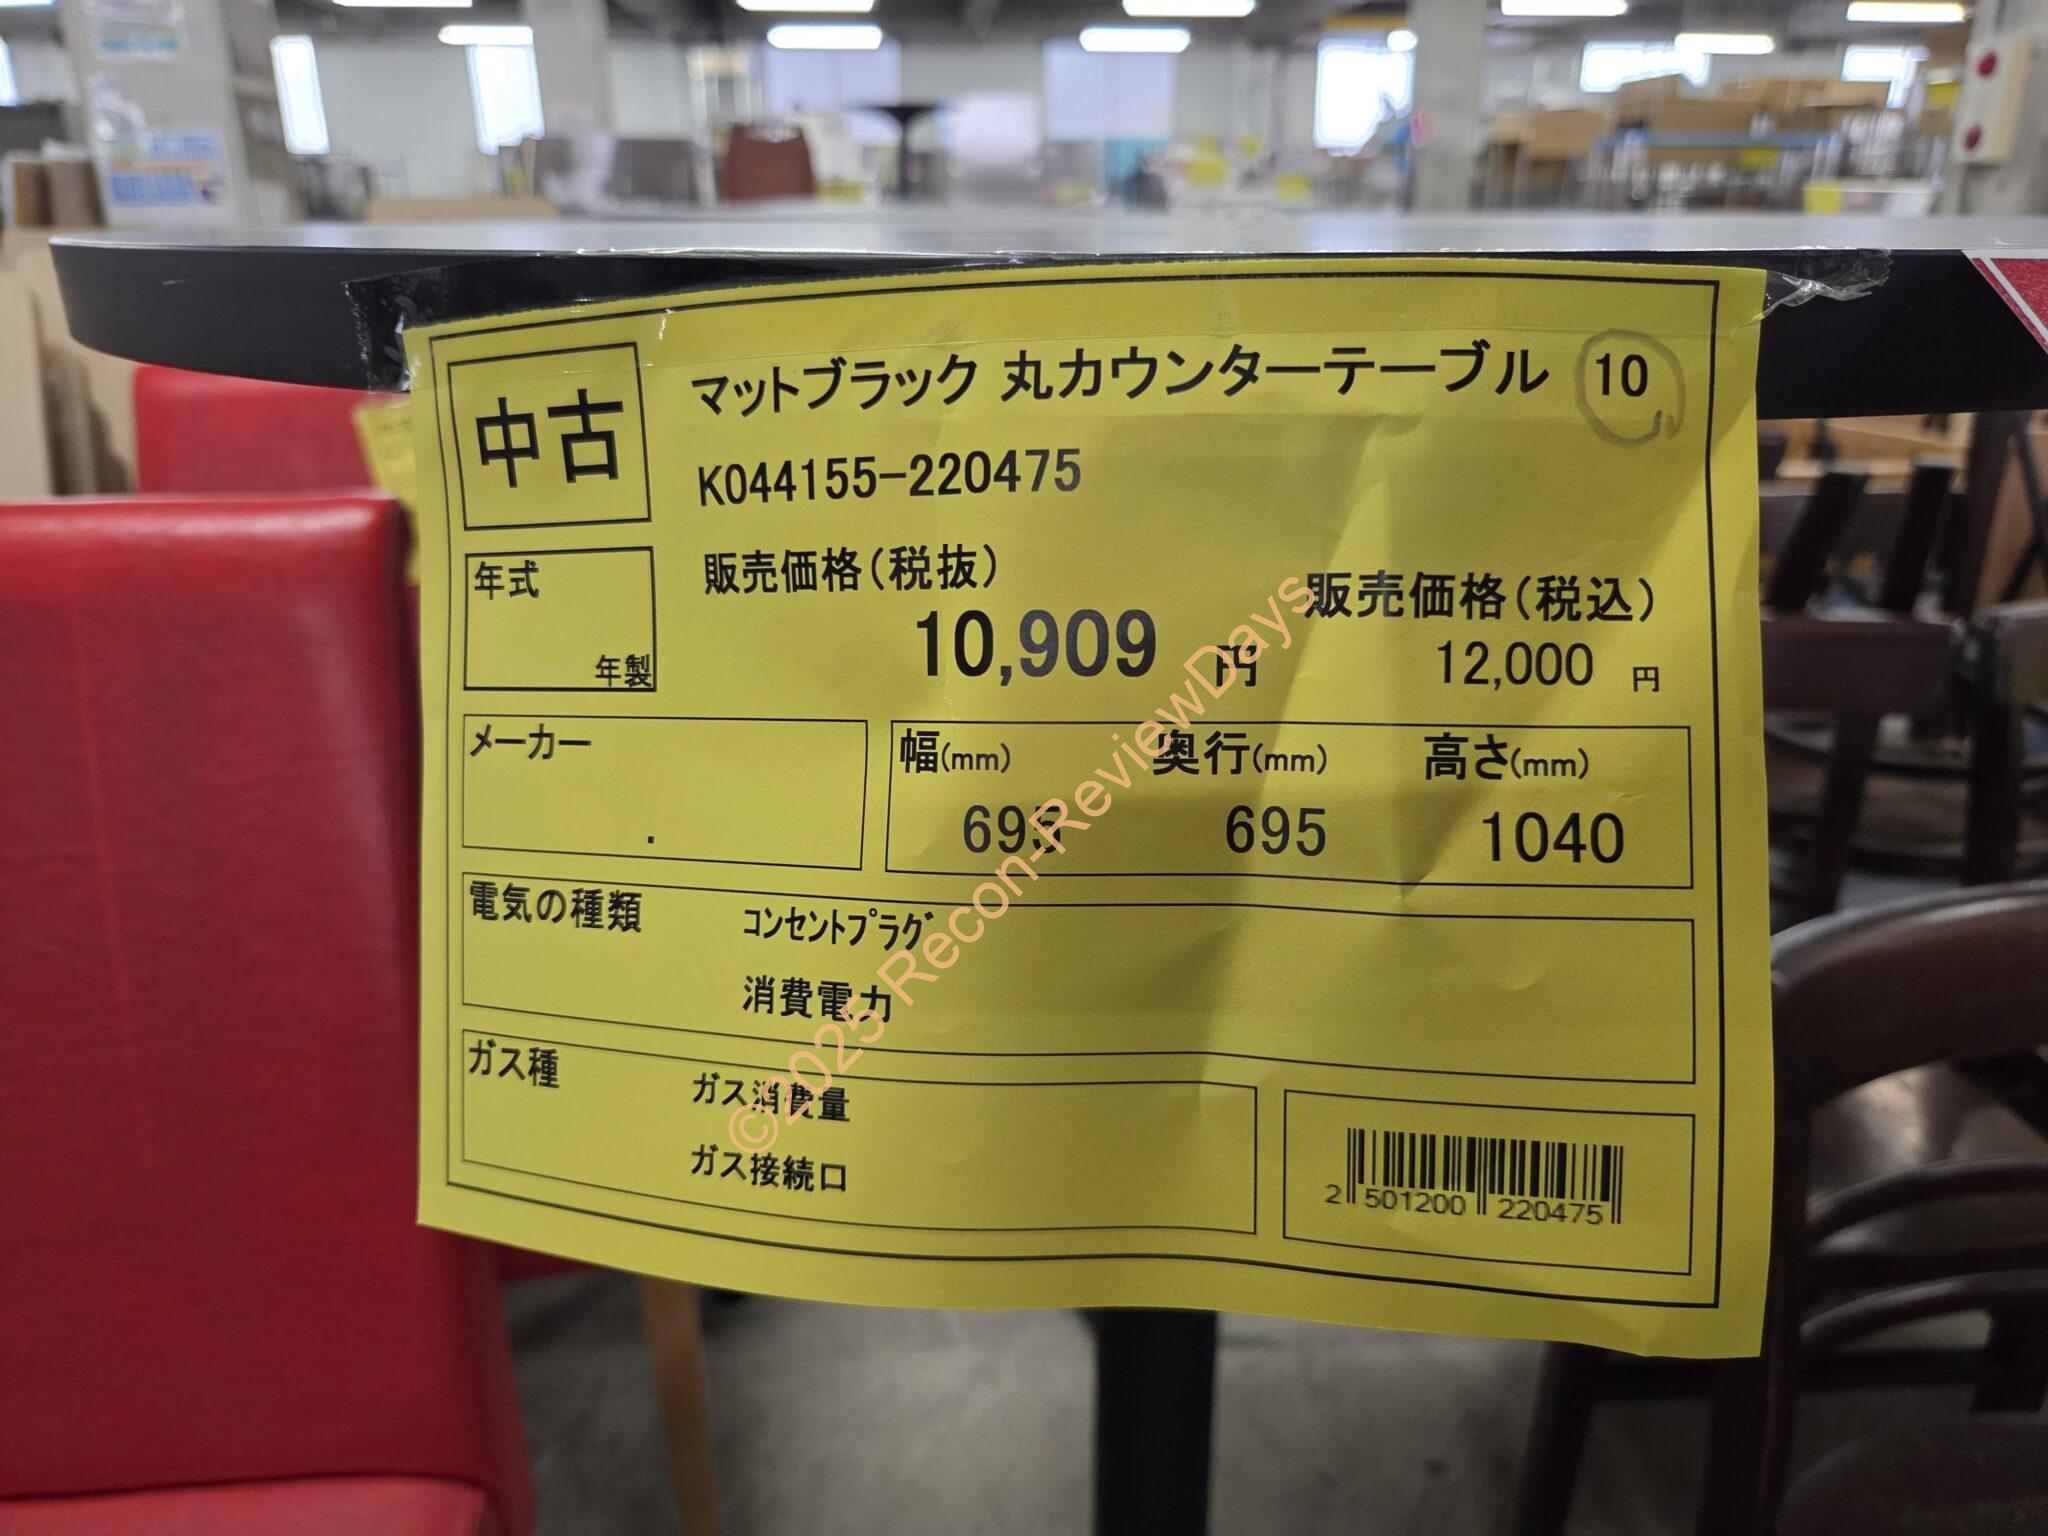 中古
マットブラック 丸カウンターテーブル 10
K044155-220475
年式
年製
販売価格(税抜)
10,909 円
販売価格(税込)
12,000 円
メーカー
.
幅(mm) 奥行(mm) 高さ(mm)
695 695 1040
電気の種類
コンセントプラグ
消費電力
ガス種
ガス消費量
ガス接続口
2 501200 220475
©2025 Recon-ReviewDays